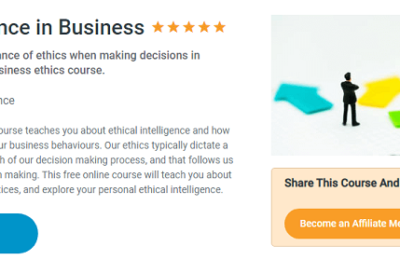 nce in Business
ance of ethics when making decisions in
siness ethics course.
nce
ourse teaches you about ethical intelligence and how
ur business behaviours. Our ethics typically dictate a
h of our decision making process, and that follows us
n making. This free online course will teach you about
tices, and explore your personal ethical intelligence.
Share This Course And
Become an Affiliate Me